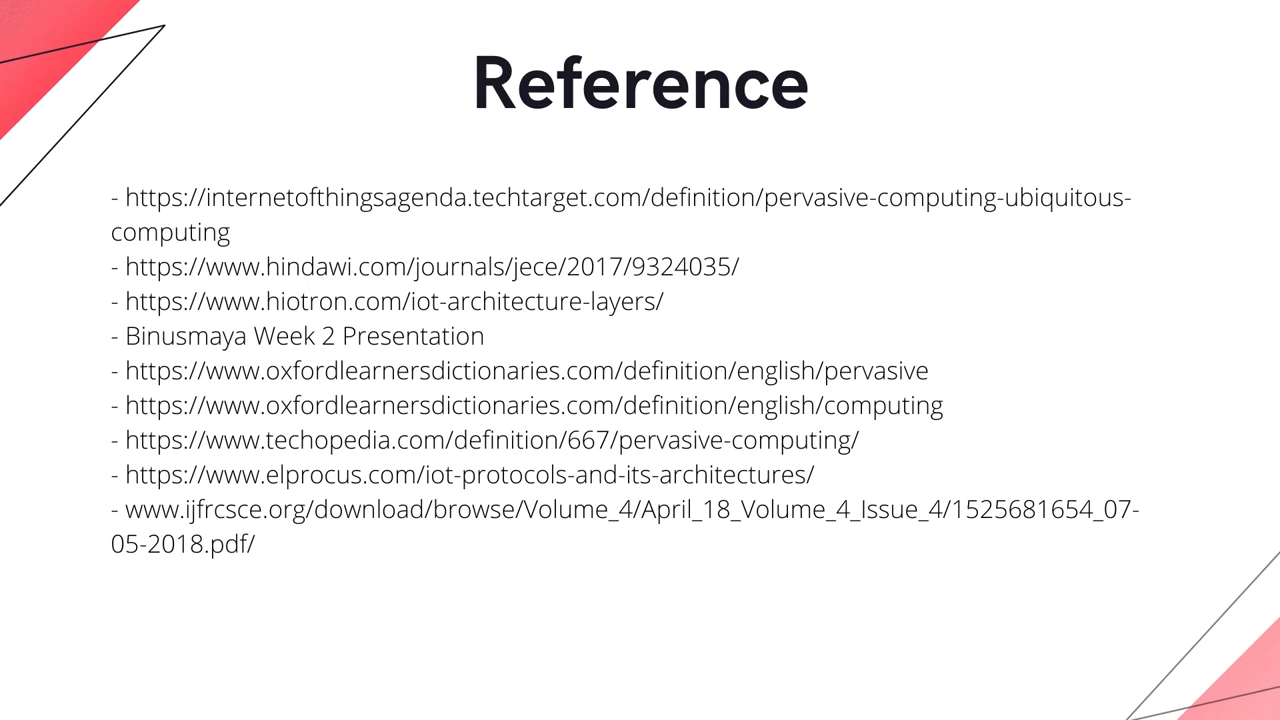 Reference
- https://internetofthingsagenda.techtarget.com/definition/pervasive-computing-ubiquitous-
computing
- https://www.hindawi.com/journals/jece/2017/9324035/
- https://www.hiotron.com/iot-architecture-layers/
- Binusmaya Week 2 Presentation
- https://www.oxfordlearnersdictionaries.com/definition/english/pervasive
- https://www.oxfordlearnersdictionaries.com/definition/english/computing
- https://www.techopedia.com/definition/667/pervasive-computing/
- https://www.elprocus.com/iot-protocols-and-its-architectures/
- www.ijfrcsce.org/download/browse/Volume_4/April_18_Volume_4_Issue_4/1525681654_07-
05-2018.pdf/